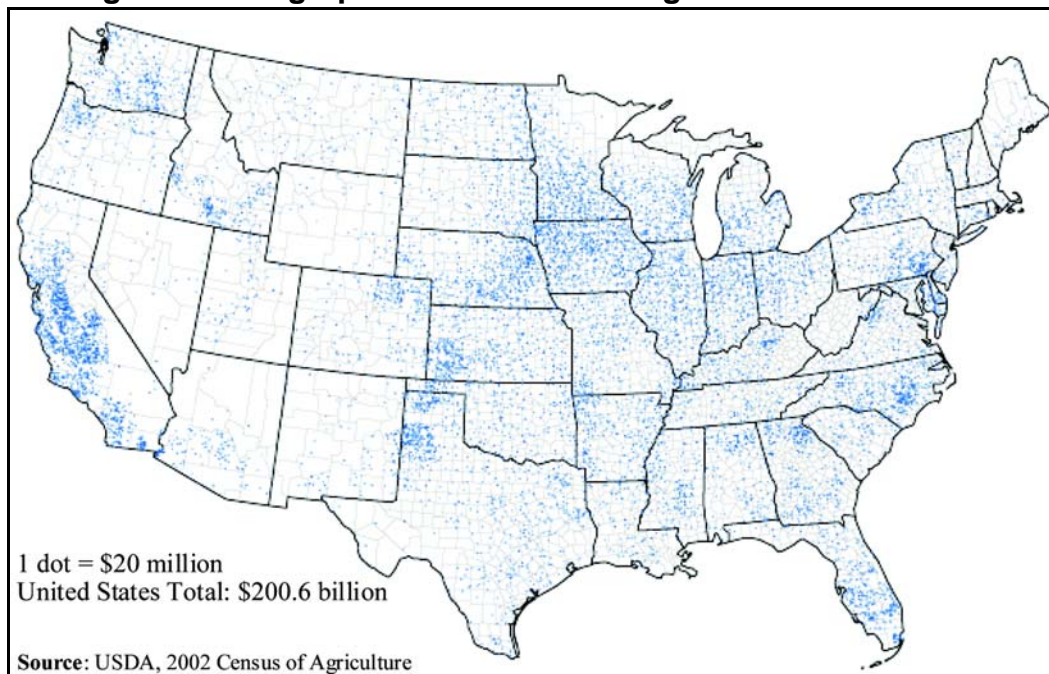 1 dot = $20 million
United States Total: $200.6 billion
Source: USDA, 2002 Census of Agriculture